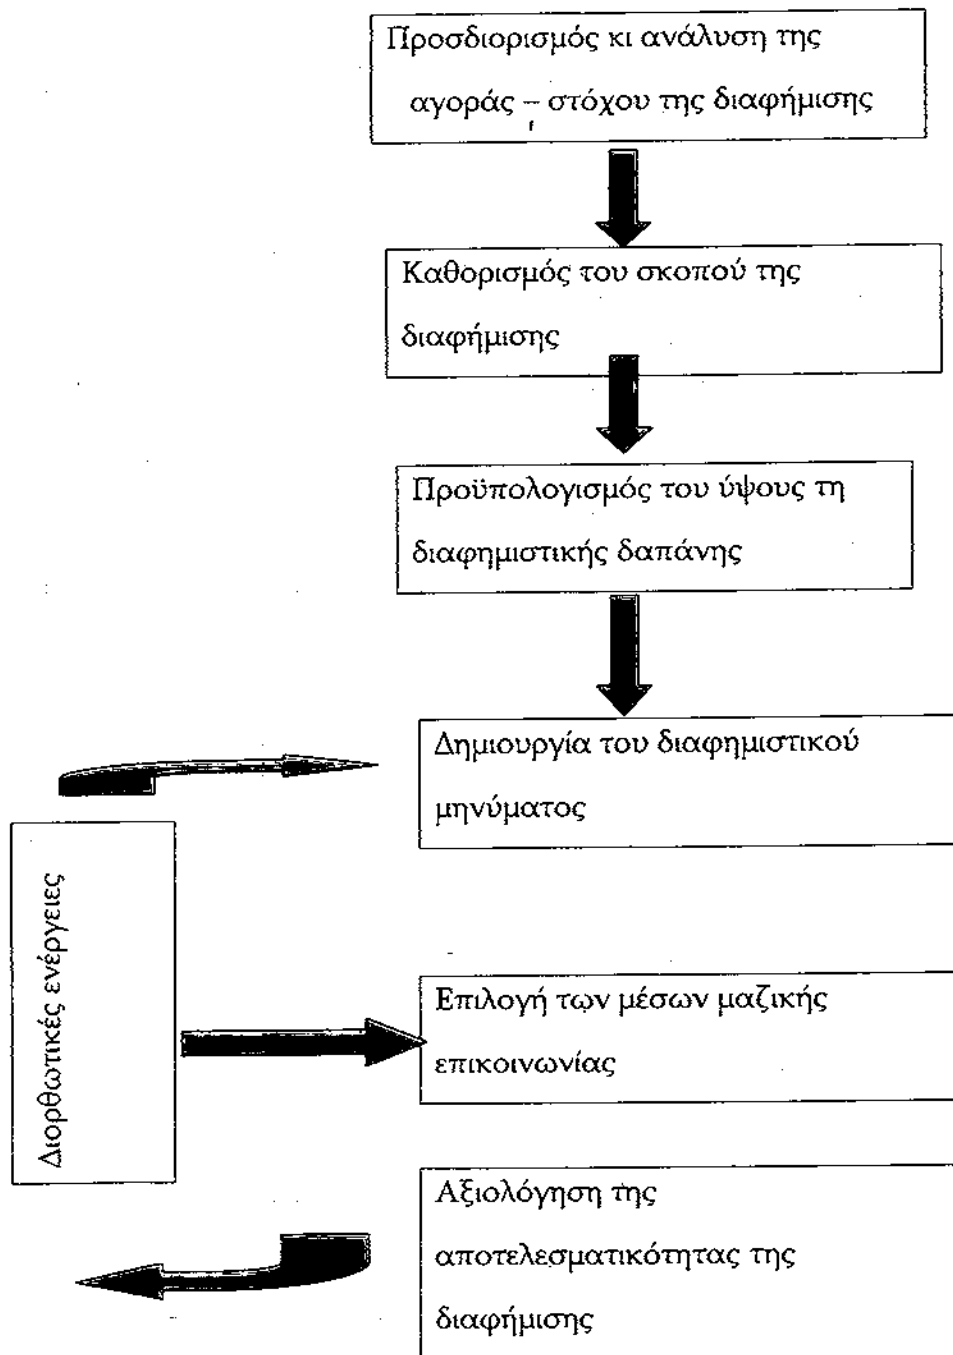 Προσδιορισμός κι ανάλυση της
αγοράς – στόχου της διαφήμισης
Καθορισμός του σκοπού της
διαφήμισης
Προϋπολογισμός του ύψους τη
διαφημιστικής δαπάνης
Δημιουργία του διαφημιστικού
μηνύματος
Διορθωτικές ενέργειες
Επιλογή των μέσων μαζικής
επικοινωνίας
Αξιολόγηση της
αποτελεσματικότητας της
διαφήμισης